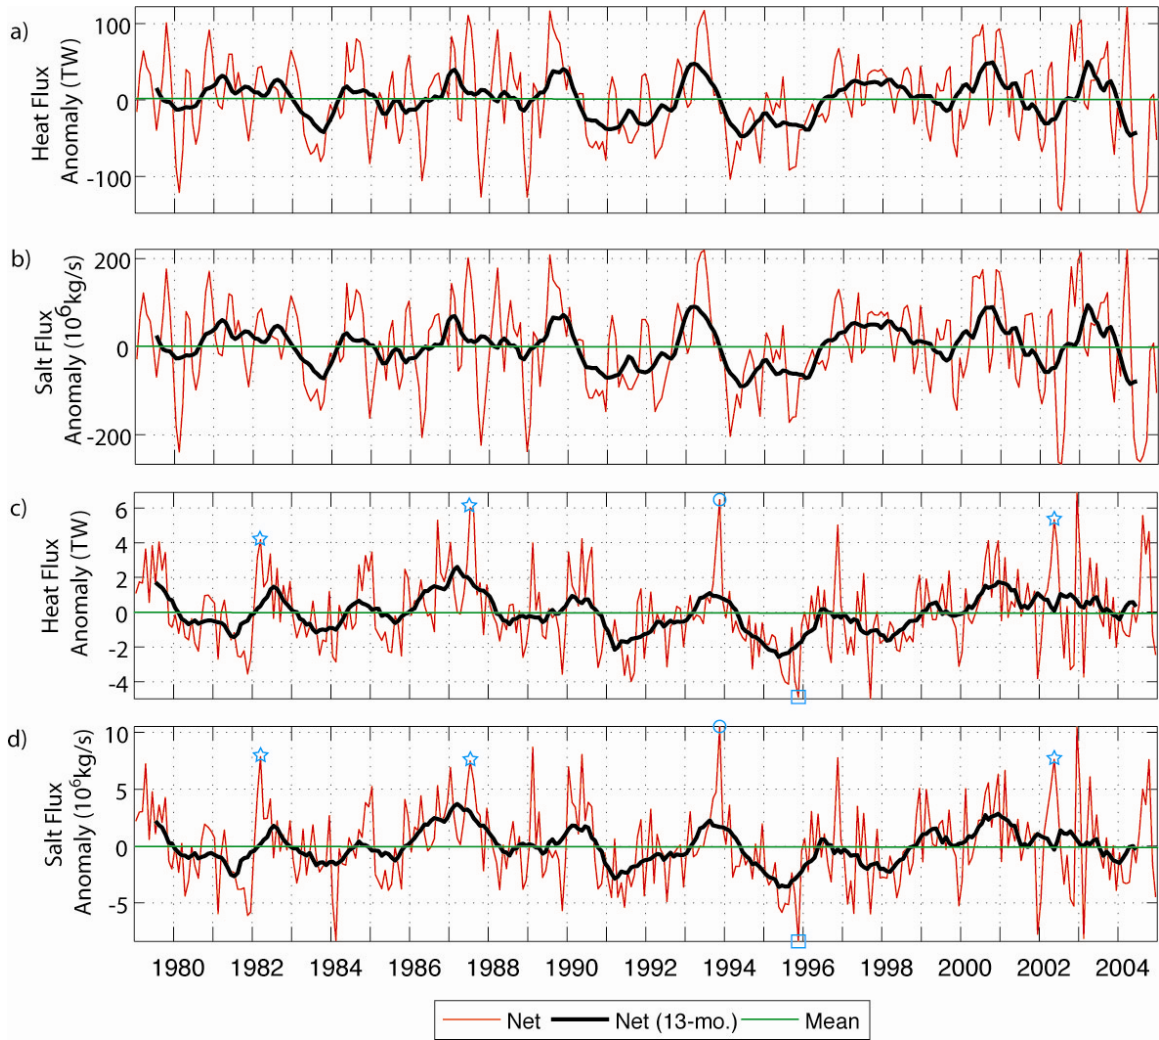 a)
Heat Flux
Anomaly (TW)
100
0
-100
b)
Salt Flux
Anomaly (10⁶kg/s)
200
0
-200
c)
Heat Flux
Anomaly (TW)
6
4
2
0
-2
-4
d)
Salt Flux
Anomaly (10⁶kg/s)
10
5
0
-5
1980 1982 1984 1986 1988 1990 1992 1994 1996 1998 2000 2002 2004
Net Net (13-mo.) Mean